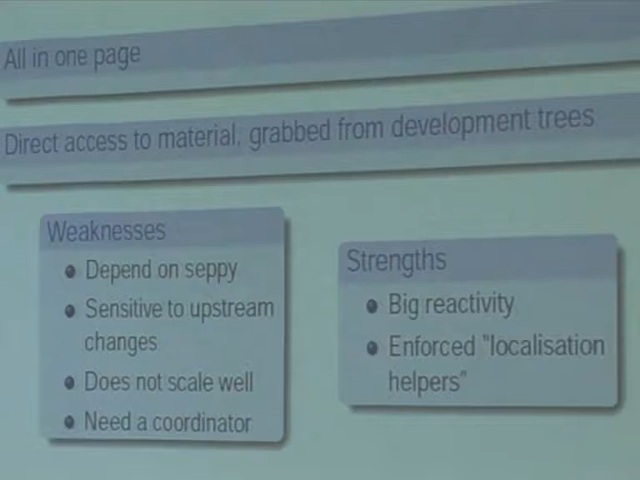 All in one page
Direct access to material, grabbed from development trees
Weaknesses
Depend on seppy
Sensitive to upstream
changes
Does not scale well
Need a coordinator
Strengths
Big reactivity
Enforced "localisation
helpers"